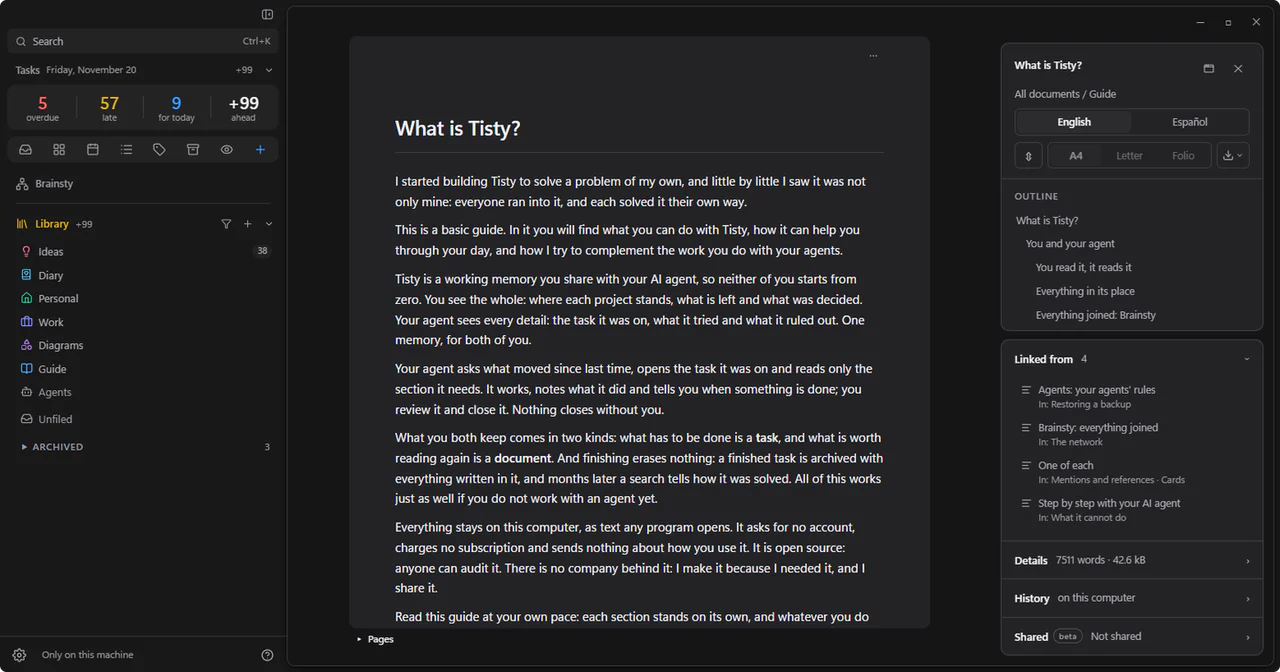 Search
Ctrl+K
Tasks Friday, November 20 +99
5 57 9 +99
overdue late for today ahead
Brainsty
Library +99
Ideas 38
Diary
Personal
Work
Diagrams
Guide
Agents
Unfiled
ARCHIVED 3
Only on this machine
What is Tisty?
I started building Tisty to solve a problem of my own, and little by little I saw it was not
only mine: everyone ran into it, and each solved it their own way.
This is a basic guide. In it you will find what you can do with Tisty, how it can help you
through your day, and how I try to complement the work you do with your agents.
Tisty is a working memory you share with your AI agent, so neither of you starts from
zero. You see the whole: where each project stands, what is left and what was decided.
Your agent sees every detail: the task it was on, what it tried and what it ruled out. One
memory, for both of you.
Your agent asks what moved since last time, opens the task it was on and reads only the
section it needs. It works, notes what it did and tells you when something is done; you
review it and close it. Nothing closes without you.
What you both keep comes in two kinds: what has to be done is a task, and what is worth
reading again is a document. And finishing erases nothing: a finished task is archived with
everything written in it, and months later a search tells how it was solved. All of this works
just as well if you do not work with an agent yet.
Everything stays on this computer, as text any program opens. It asks for no account,
charges no subscription and sends nothing about how you use it. It is open source:
anyone can audit it. There is no company behind it: I make it because I needed it, and I
share it.
Read this guide at your own pace: each section stands on its own, and whatever you do
Pages
What is Tisty?
All documents / Guide
English Español
A4 Letter Folio
OUTLINE
What is Tisty?
You and your agent
You read it, it reads it
Everything in its place
Everything joined: Brainsty
Linked from 4
Agents: your agents' rules
In: Restoring a backup
Brainsty: everything joined
In: The network
One of each
In: Mentions and references · Cards
Step by step with your AI agent
In: What it cannot do
Details 7511 words · 42.6 kB
History on this computer
Shared beta Not shared